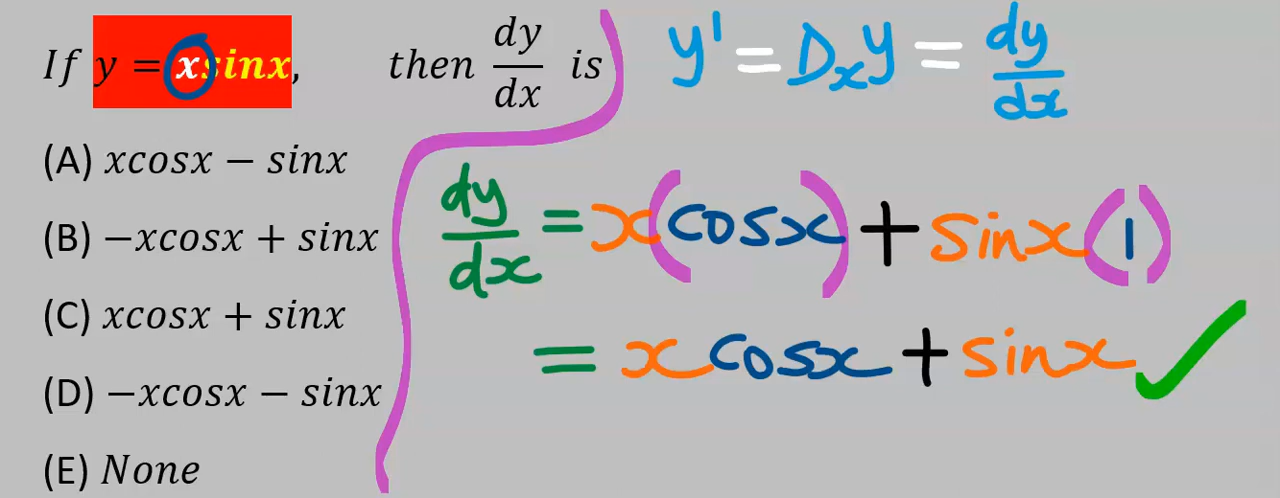 If y = xsinx, then dy/dx is
(A) xcosx − sinx
(B) −xcosx + sinx
(C) xcosx + sinx
(D) −xcosx − sinx
(E) None
y' = Dₓy = dy/dx
dy/dx = x(cosx) + sinx(1)
= xcosx + sinx ✓